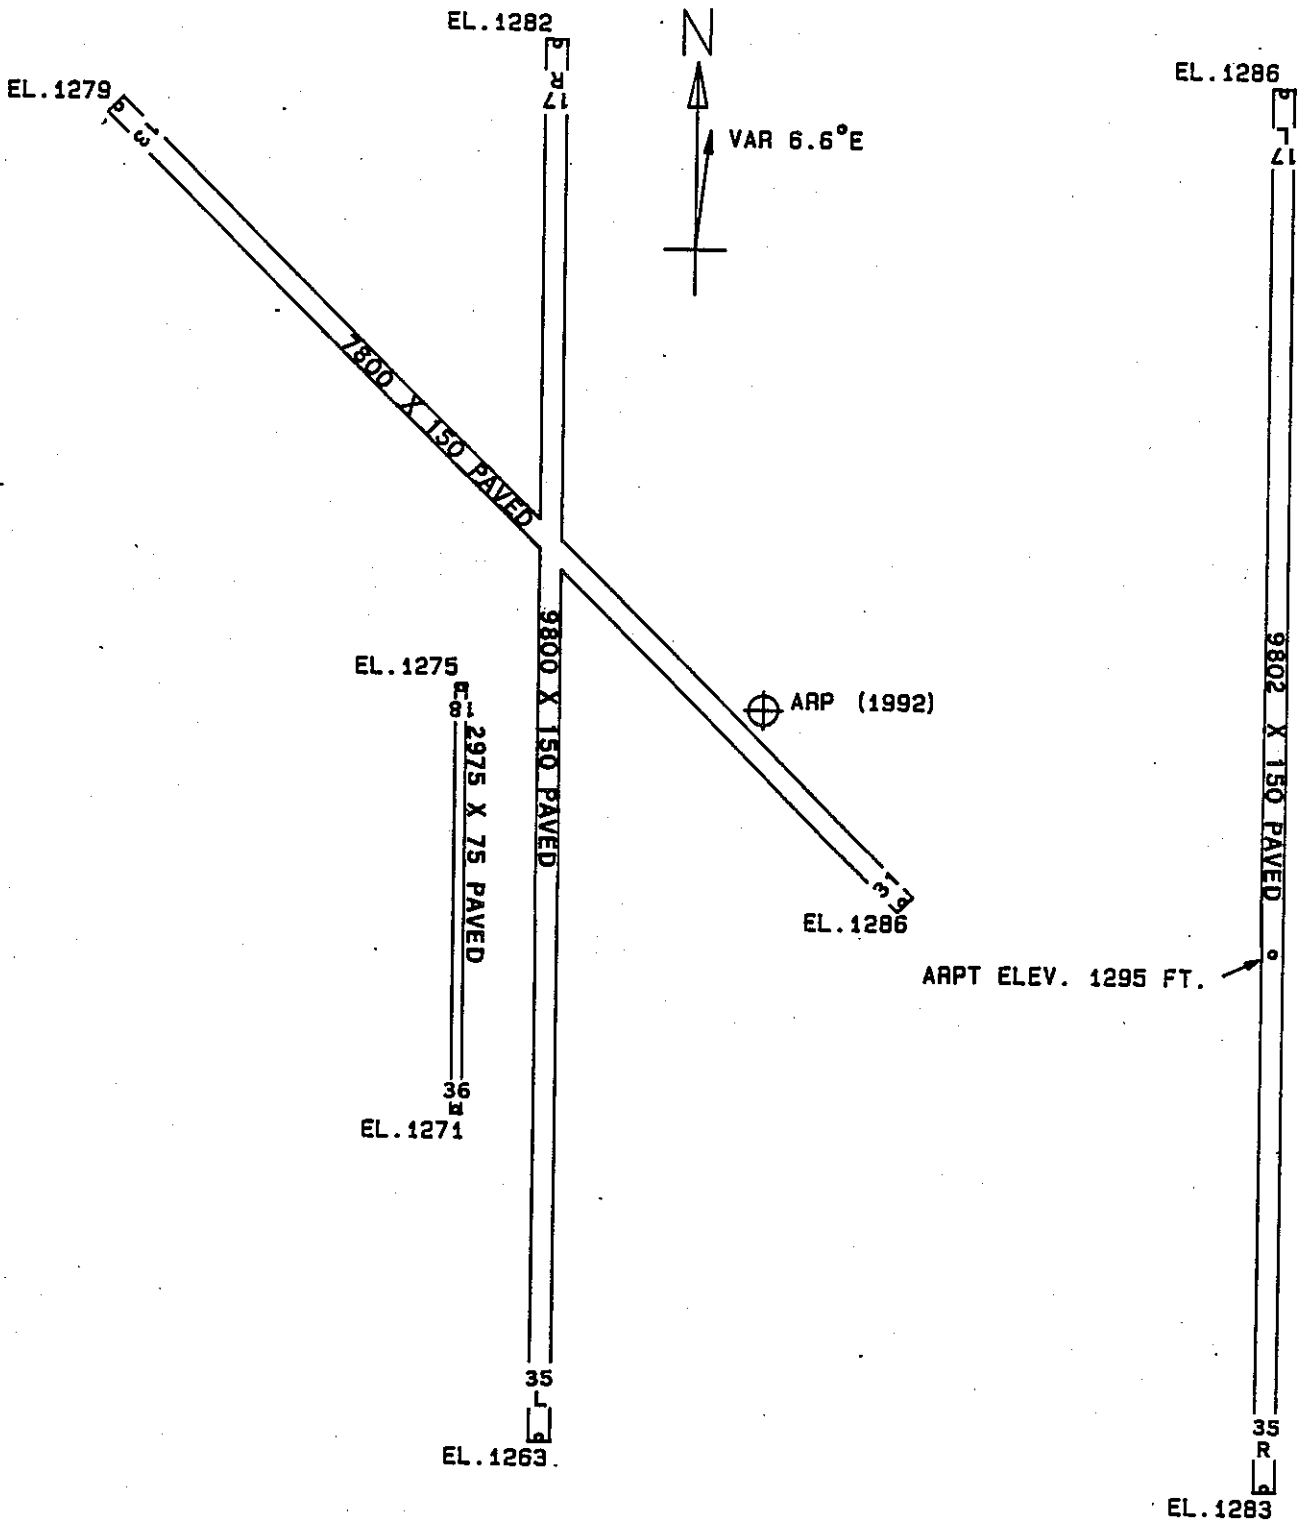 EL.1282
N
EL.1279
EL.1286
17
R
17
L
VAR 6.6°E
13
7800 X 150 PAVED
9800 X 150 PAVED
9802 X 150 PAVED
EL.1275
18
2975 X 75 PAVED
ARP (1992)
31
EL.1286
ARPT ELEV. 1295 FT.
36
EL.1271
35
L
EL.1263
35
R
EL.1283